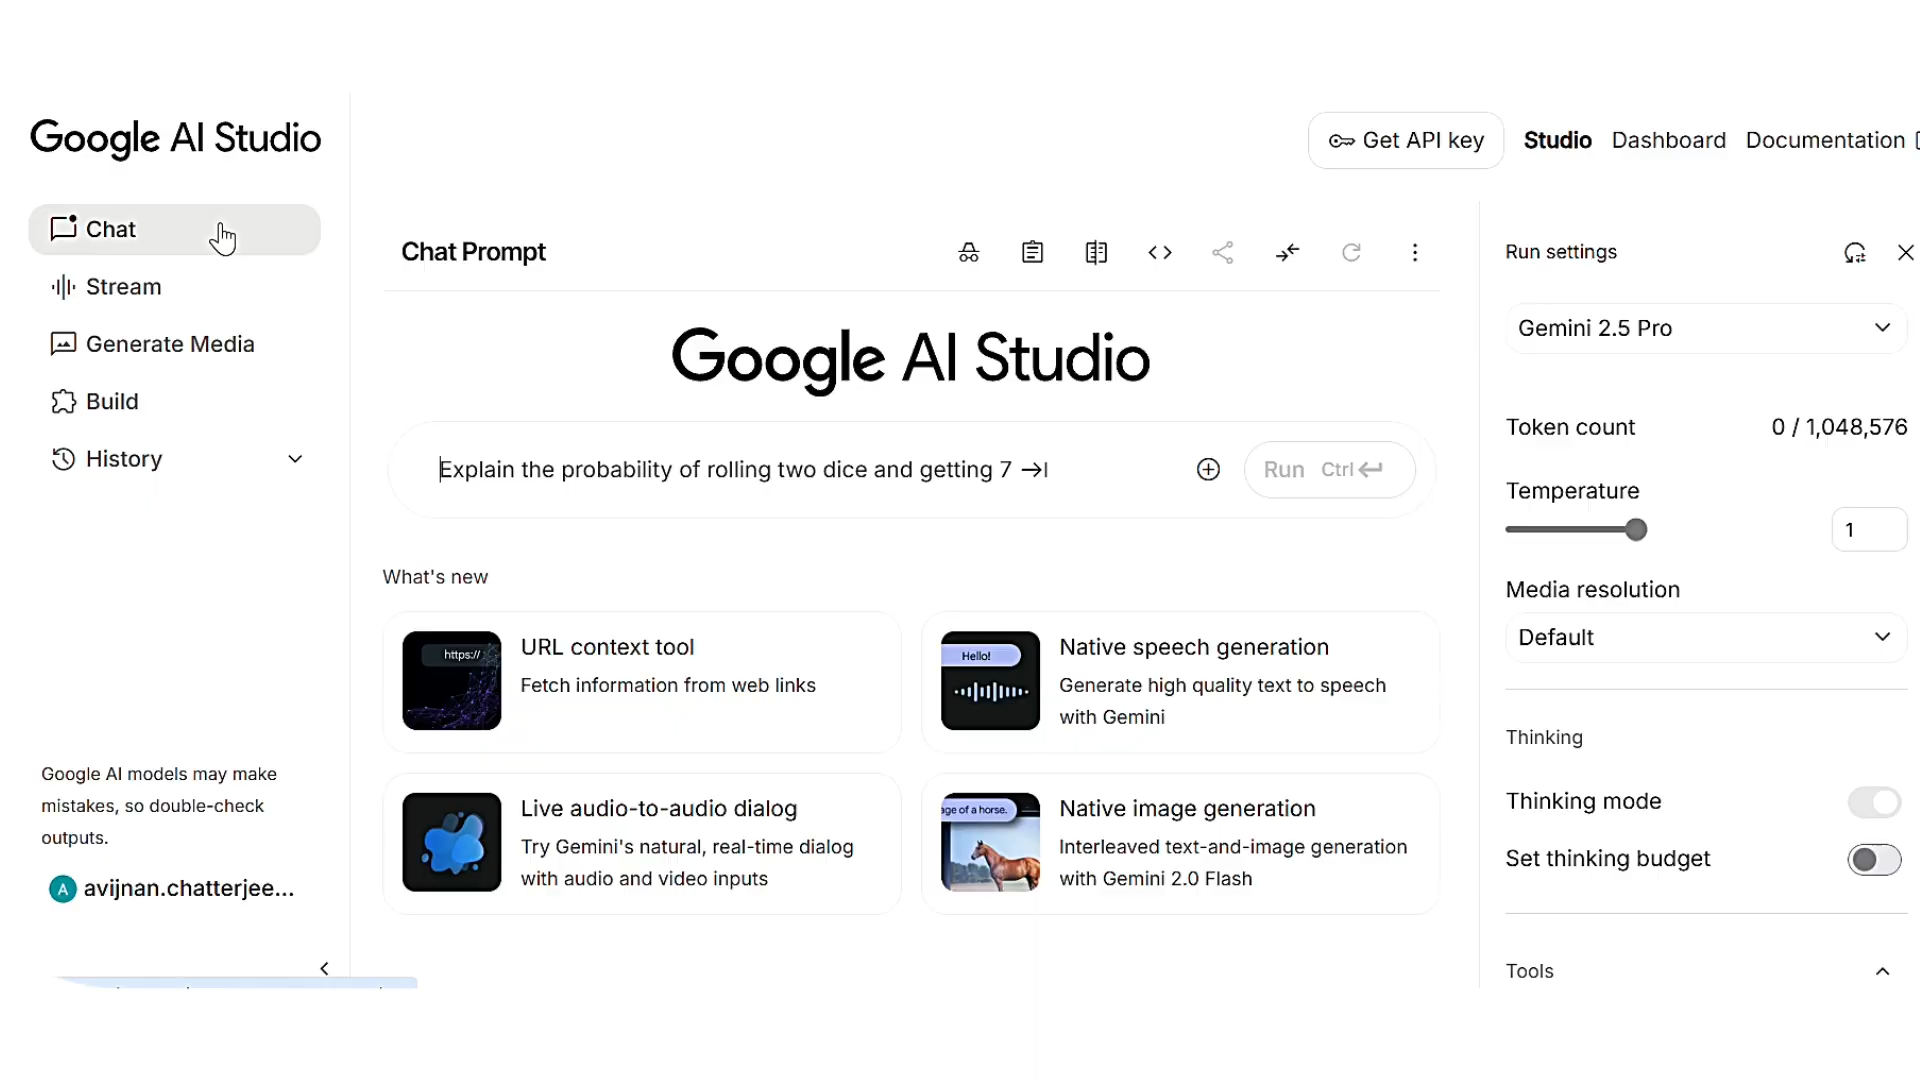 Google AI Studio
Get API key
Studio
Dashboard
Documentation
Chat
Stream
Generate Media
Build
History
Google AI models may make
mistakes, so double-check
outputs.
A
avijnan.chatterjee...
Chat Prompt
Google AI Studio
Explain the probability of rolling two dice and getting 7
Run Ctrl
What's new
https://
URL context tool
Fetch information from web links
Hello!
Native speech generation
Generate high quality text to speech
with Gemini
Live audio-to-audio dialog
Try Gemini's natural, real-time dialog
with audio and video inputs
age of a horse.
Native image generation
Interleaved text-and-image generation
with Gemini 2.0 Flash
Run settings
Gemini 2.5 Pro
Token count 0 / 1,048,576
Temperature
1
Media resolution
Default
Thinking
Thinking mode
Set thinking budget
Tools